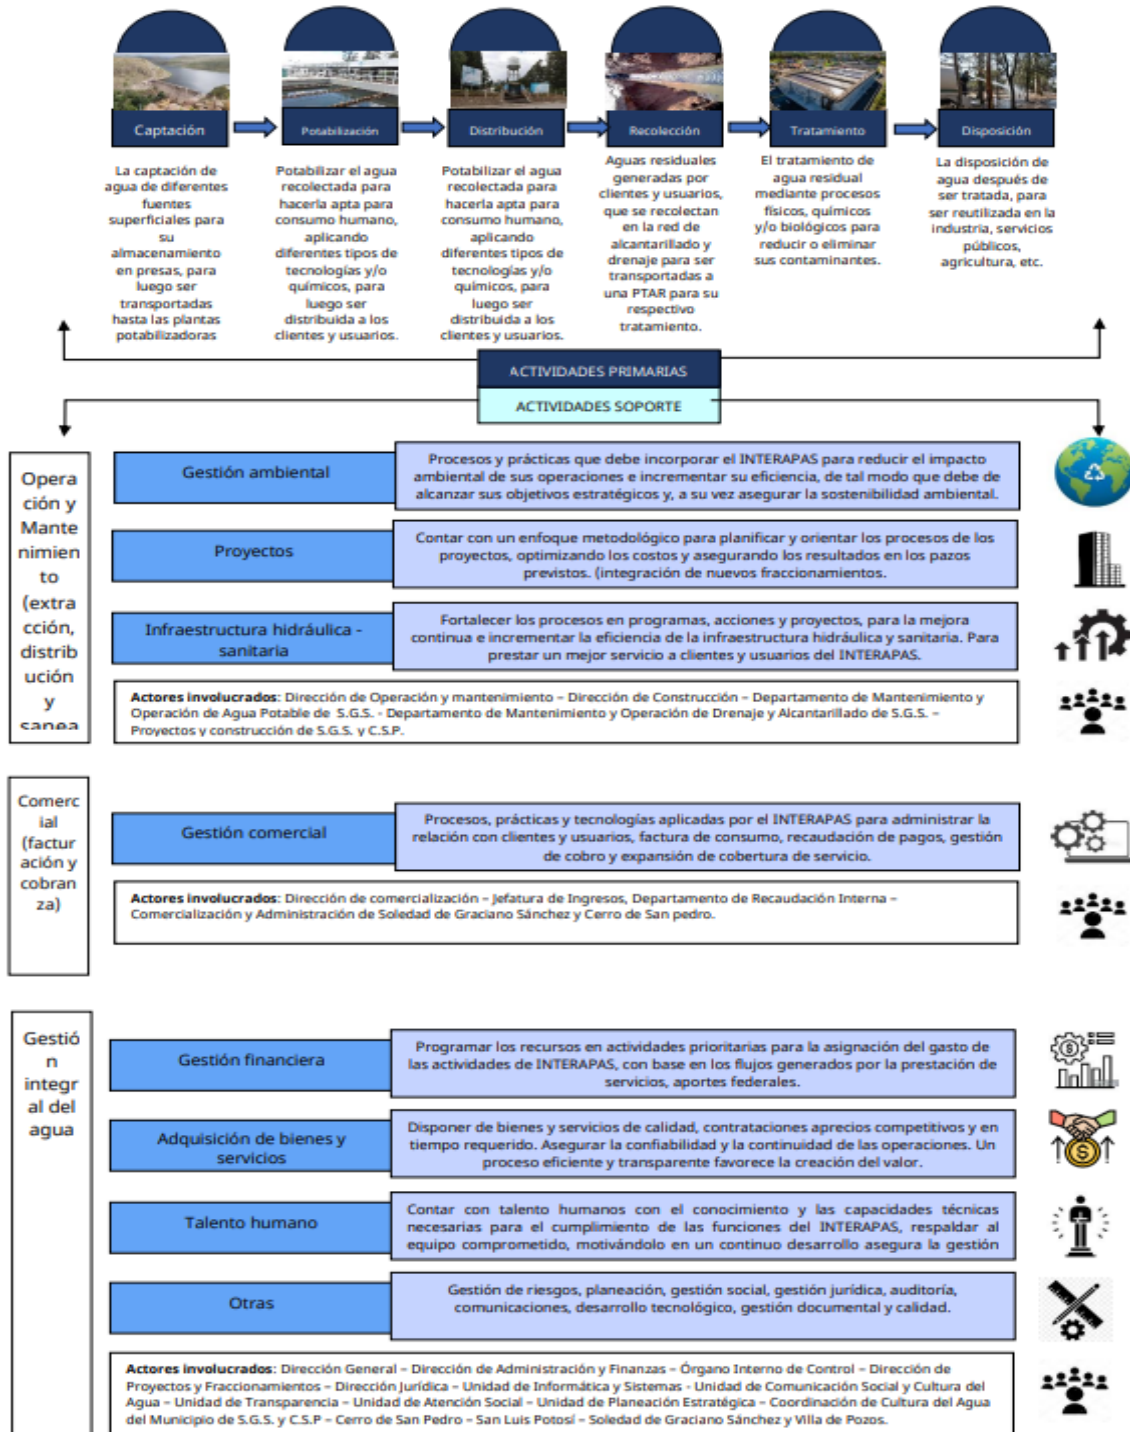 Captación
Potabilización
Distribución
Recolección
Tratamiento
Disposición
La captación de
agua de diferentes
fuentes
superficiales para
su
almacenamiento
en presas, para
luego ser
transportadas
hasta las plantas
potabilizadoras
Potabilizar el agua
recolectada para
hacerla apta para
consumo humano,
aplicando
diferentes tipos de
tecnologías y/o
químicos, para
luego ser
distribuida a los
clientes y usuarios.
Potabilizar el agua
recolectada para
hacerla apta para
consumo humano,
aplicando
diferentes tipos de
tecnologías y/o
químicos, para
luego ser
distribuida a los
clientes y usuarios.
Aguas residuales
generadas por
clientes y usuarios,
que se recolectan
en la red de
alcantarillado y
drenaje para ser
transportadas a
una PTAR para su
respectivo
tratamiento.
El tratamiento de
agua residual
mediante procesos
físicos, químicos
y/o biológicos para
reducir o eliminar
sus contaminantes.
La disposición de
agua después de
ser tratada, para
ser reutilizada en la
industria, servicios
públicos,
agricultura, etc.
ACTIVIDADES PRIMARIAS
ACTIVIDADES SOPORTE
Opera
ción y
Mante
nimien
to
(extra
cción,
distrib
ución
y
sanea
Gestión ambiental
Procesos y prácticas que debe incorporar el INTERAPAS para reducir el impacto
ambiental de sus operaciones e incrementar su eficiencia, de tal modo que debe de
alcanzar sus objetivos estratégicos y, a su vez asegurar la sostenibilidad ambiental.
Proyectos
Contar con un enfoque metodológico para planificar y orientar los procesos de los
proyectos, optimizando los costos y asegurando los resultados en los pazos
previstos. (integración de nuevos fraccionamientos.
Infraestructura hidráulica -
sanitaria
Fortalecer los procesos en programas, acciones y proyectos, para la mejora
continua e incrementar la eficiencia de la infraestructura hidráulica y sanitaria. Para
prestar un mejor servicio a clientes y usuarios del INTERAPAS.
Actores involucrados: Dirección de Operación y mantenimiento – Dirección de Construcción – Departamento de Mantenimiento y
Operación de Agua Potable de S.G.S. - Departamento de Mantenimiento y Operación de Drenaje y Alcantarillado de S.G.S. –
Proyectos y construcción de S.G.S. y C.S.P.
Comerc
ial
(factur
ación y
cobran
za)
Gestión comercial
Procesos, prácticas y tecnologías aplicadas por el INTERAPAS para administrar la
relación con clientes y usuarios, factura de consumo, recaudación de pagos, gestión
de cobro y expansión de cobertura de servicio.
Actores involucrados: Dirección de comercialización – Jefatura de Ingresos, Departamento de Recaudación Interna –
Comercialización y Administración de Soledad de Graciano Sánchez y Cerro de San pedro.
Gestió
n
integr
al del
agua
Gestión financiera
Programar los recursos en actividades prioritarias para la asignación del gasto de
las actividades de INTERAPAS, con base en los flujos generados por la prestación de
servicios, aportes federales.
Adquisición de bienes y
servicios
Disponer de bienes y servicios de calidad, contrataciones aprecios competitivos y en
tiempo requerido. Asegurar la confiabilidad y la continuidad de las operaciones. Un
proceso eficiente y transparente favorece la creación del valor.
Talento humano
Contar con talento humanos con el conocimiento y las capacidades técnicas
necesarias para el cumplimiento de las funciones del INTERAPAS, respaldar al
equipo comprometido, motivándolo en un continuo desarrollo asegura la gestión
Otras
Gestión de riesgos, planeación, gestión social, gestión jurídica, auditoría,
comunicaciones, desarrollo tecnológico, gestión documental y calidad.
Actores involucrados: Dirección General – Dirección de Administración y Finanzas – Órgano Interno de Control – Dirección de
Proyectos y Fraccionamientos – Dirección Jurídica – Unidad de Informática y Sistemas - Unidad de Comunicación Social y Cultura del
Agua – Unidad de Transparencia – Unidad de Atención Social – Unidad de Planeación Estratégica – Coordinación de Cultura del Agua
del Municipio de S.G.S. y C.S.P – Cerro de San Pedro – San Luis Potosí – Soledad de Graciano Sánchez y Villa de Pozos.